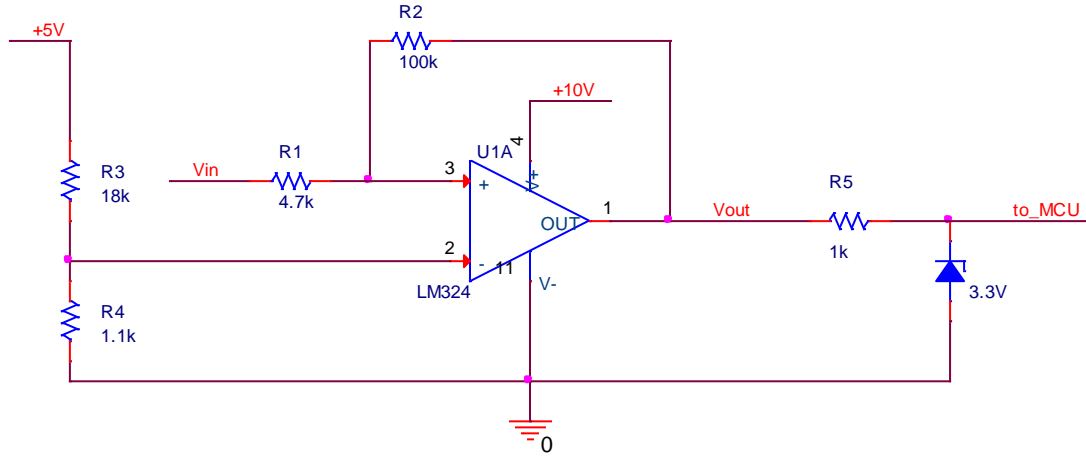 R2
+5V
100k
+10V
4
U1A
R1
3
Vin
V+
R3
+
R5
18k
4.7k
1
Vout
to_MCU
OUT
2
1k
-
11
LM324
V-
3.3V
R4
1.1k
0